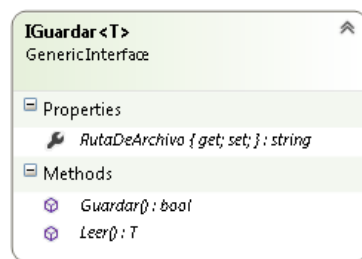 IGuardar<T>
GenericInterface
Properties
RutaDeArchivo { get; set; } : string
Methods
Guardar() : bool
Leer() : T